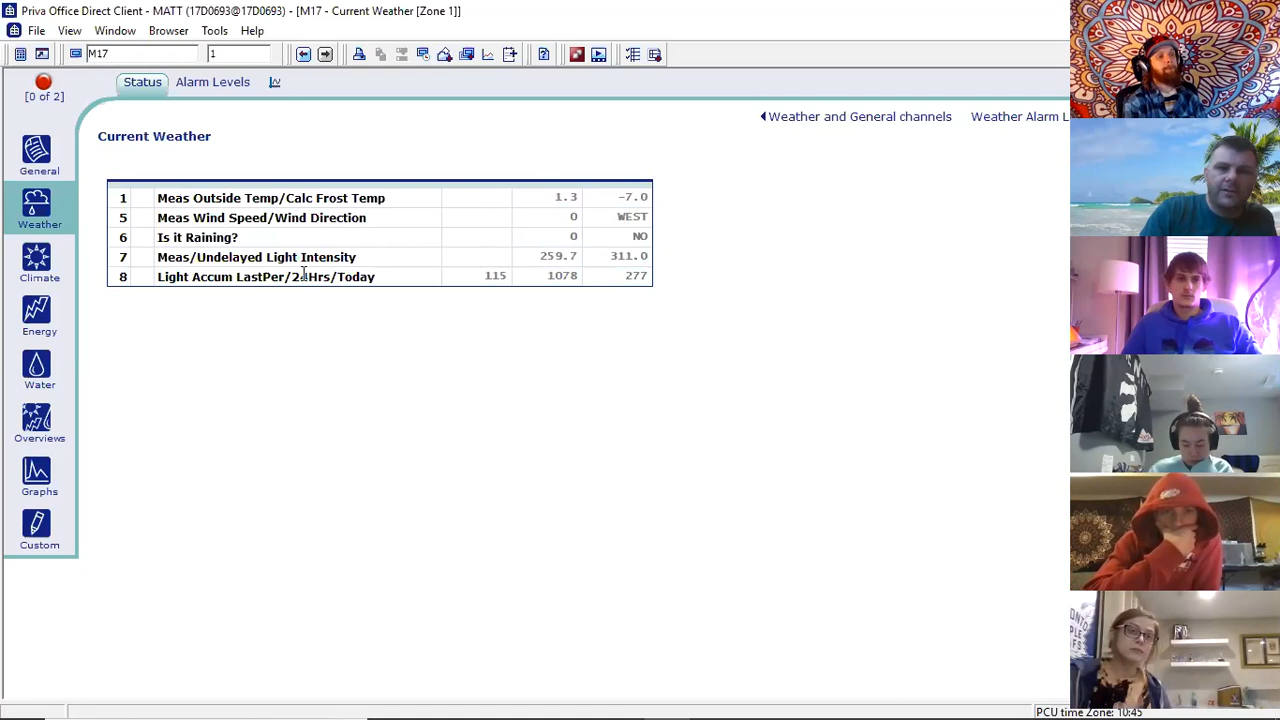 Priva Office Direct Client - MATT (17D0693@17D0693) - [M17 - Current Weather [Zone 1]]
File View Window Browser Tools Help
M17 1
[0 of 2]
Status Alarm Levels
Weather and General channels Weather Alarm L
Current Weather
1 Meas Outside Temp/Calc Frost Temp 1.3 -7.0
5 Meas Wind Speed/Wind Direction 0 WEST
6 Is it Raining? 0 NO
7 Meas/Undelayed Light Intensity 259.7 311.0
8 Light Accum LastPer/24Hrs/Today 115 1078 277
General
Weather
Climate
Energy
Water
Overviews
Graphs
Custom
PCU time Zone: 10:45